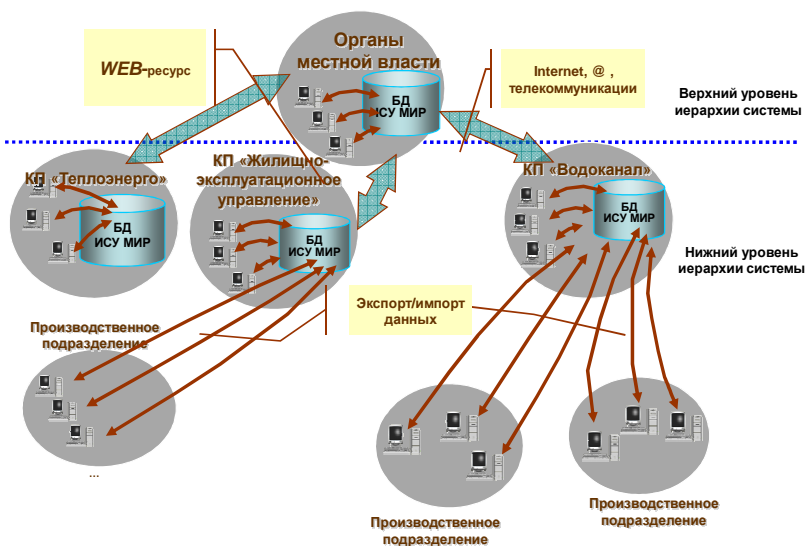 Органы
местной власти
WEB-ресурс
Internet, @ ,
телекоммуникации
БД
ИСУ МИР
Верхний уровень
иерархии системы
КП «Теплоэнерго»
БД
ИСУ МИР
КП «Жилищно-
эксплуатационное
управление»
БД
ИСУ МИР
КП «Водоканал»
БД
ИСУ МИР
Нижний уровень
иерархии системы
Экспорт/импорт
данных
Производственное
подразделение
...
Производственное
подразделение
Производственное
подразделение